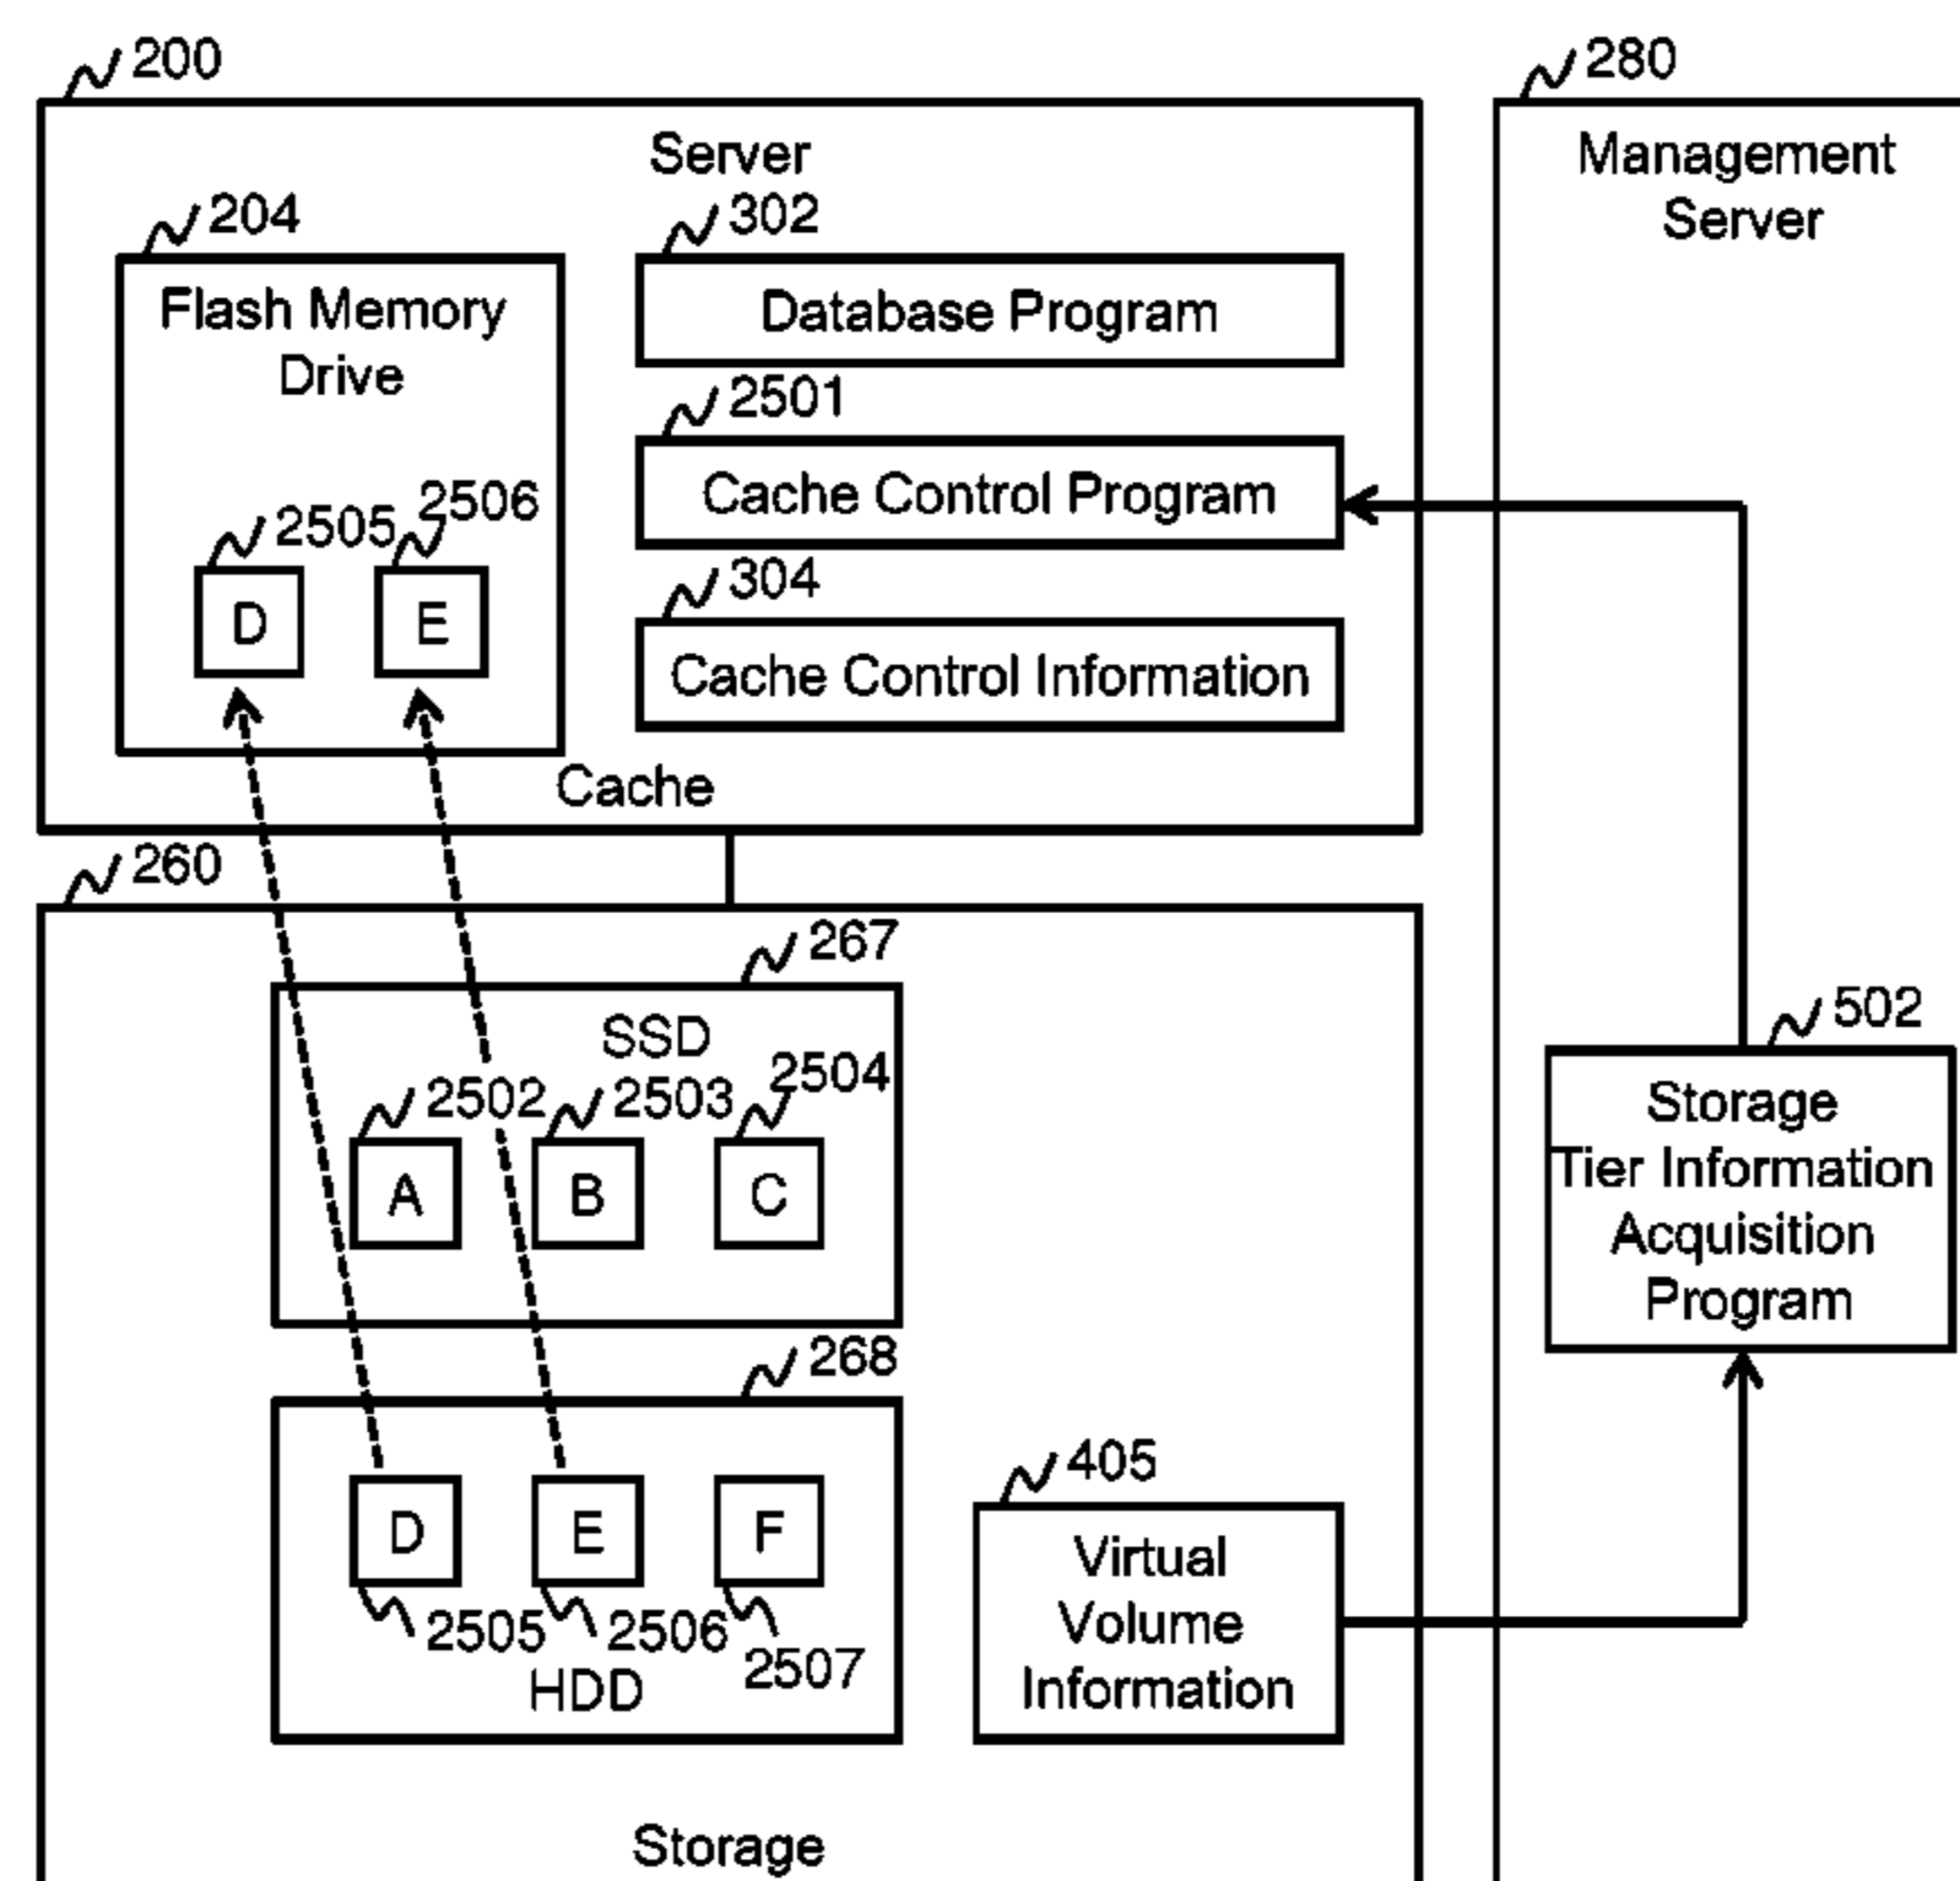 200
280
Server
Management
Server
204
302
Flash Memory
Drive
Database Program
2501
Cache Control Program
2505
2506
D
E
304
Cache Control Information
Cache
260
267
SSD
2502
2503
2504
A
B
C
502
Storage
Tier Information
Acquisition
Program
268
D
E
F
2505
2506
2507
HDD
405
Virtual
Volume
Information
Storage